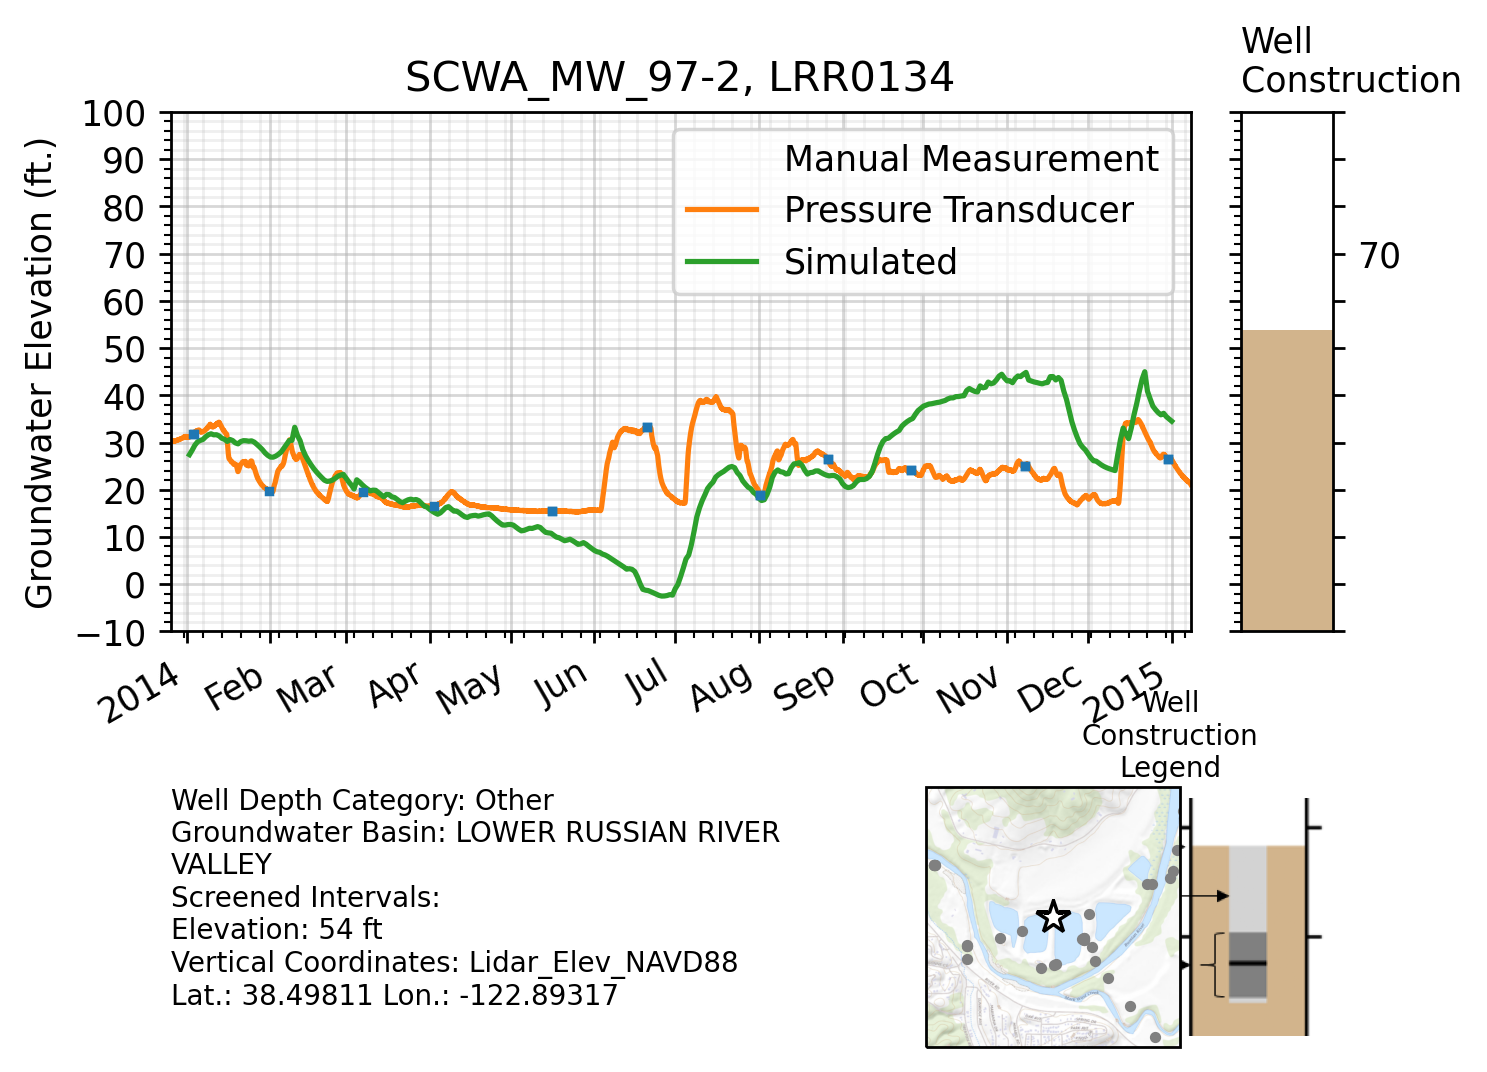 Well
Construction
SCWA_MW_97-2, LRR0134
Groundwater Elevation (ft.)
100
90
80
70
60
50
40
30
20
10
0
−10
Manual Measurement
Pressure Transducer
Simulated
70
2014
Feb
Mar
Apr
May
Jun
Jul
Aug
Sep
Oct
Nov
Dec
2015
Well
Construction
Legend
Well Depth Category: Other
Groundwater Basin: LOWER RUSSIAN RIVER
VALLEY
Screened Intervals:
Elevation: 54 ft
Vertical Coordinates: Lidar_Elev_NAVD88
Lat.: 38.49811 Lon.: -122.89317